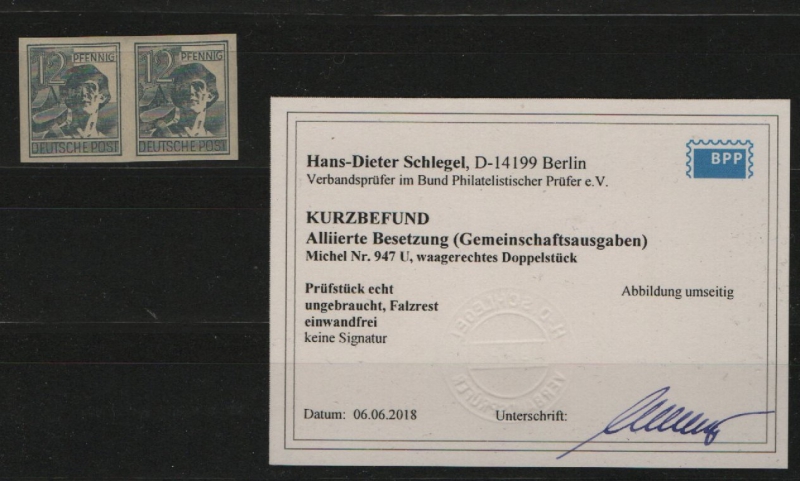 12 PFENNIG
DEUTSCHE POST
12 PFENNIG
DEUTSCHE POST
Hans-Dieter Schlegel, D-14199 Berlin
Verbandsprüfer im Bund Philatelistischer Prüfer e.V.
BPP
KURZBEFUND
Alliierte Besetzung (Gemeinschaftsausgaben)
Michel Nr. 947 U, waagerechtes Doppelstück
Prüfstück echt
ungebraucht, Falzrest
einwandfrei
keine Signatur
Abbildung umseitig
H.D. SCHLEGEL
Datum: 06.06.2018
Unterschrift: